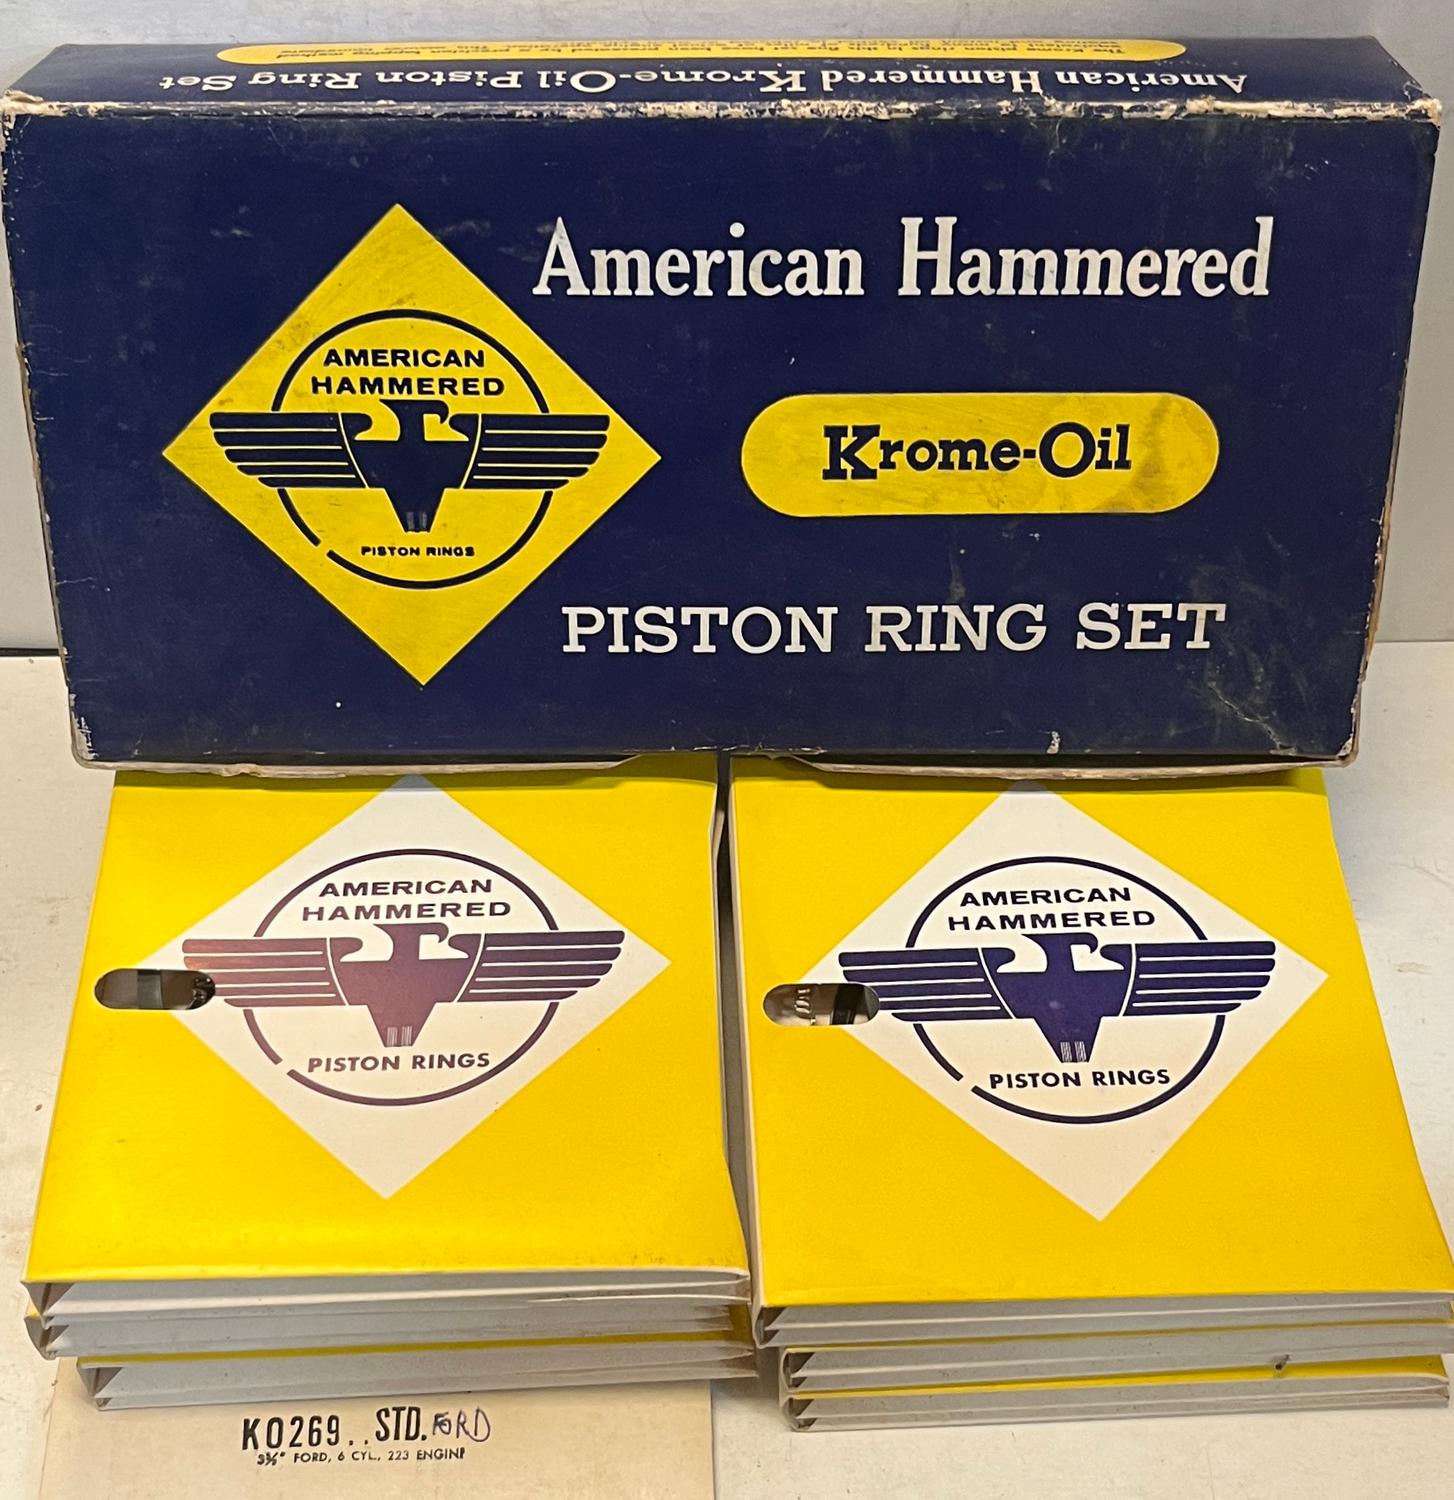 American Hammered Krome-Oil Piston Ring Set
American Hammered
AMERICAN
HAMMERED
PISTON RINGS
Krome-Oil
PISTON RING SET
AMERICAN
HAMMERED
PISTON RINGS
AMERICAN
HAMMERED
PISTON RINGS
KO269.. STD. FORD
FORD, 6 CYL., 223 ENGINE